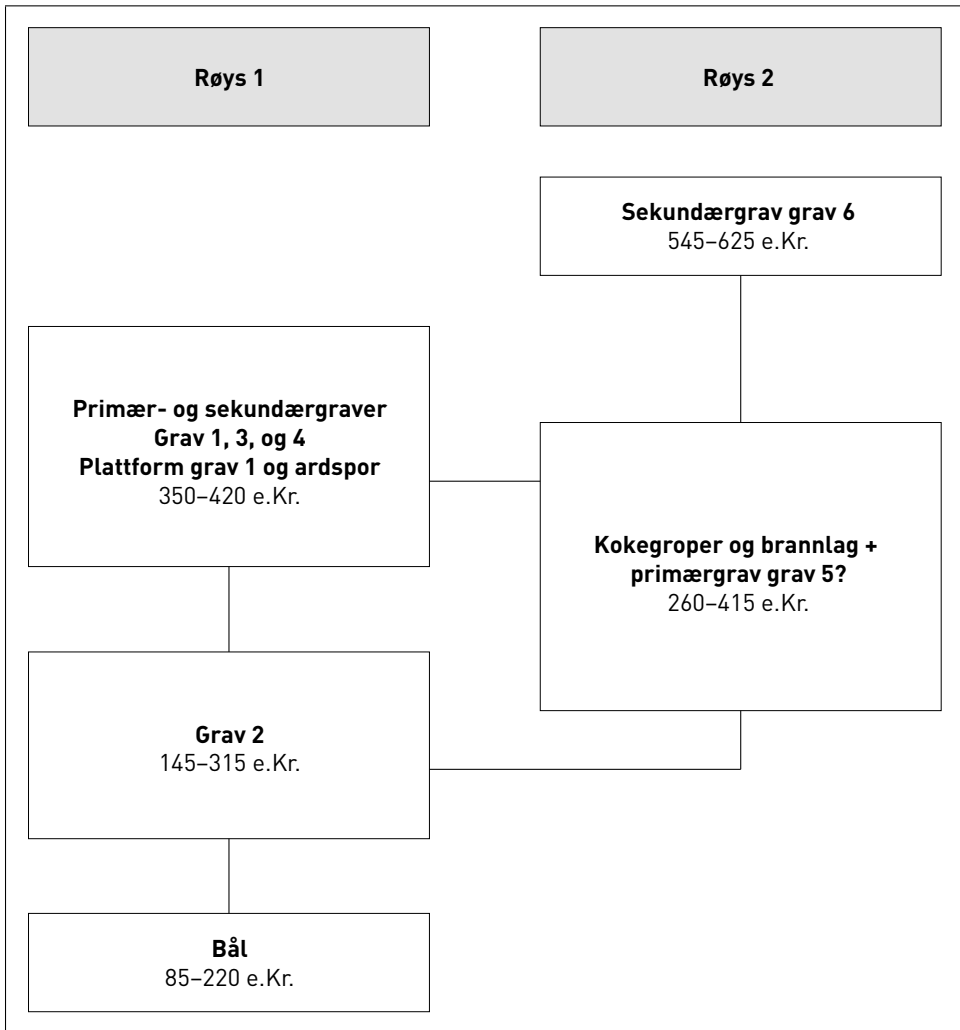 Røys 1
Røys 2
Sekundærgrav grav 6
545–625 e.Kr.
Primær- og sekundærgraver
Grav 1, 3, og 4
Plattform grav 1 og ardspor
350–420 e.Kr.
Kokegroper og brannlag +
primærgrav grav 5?
260–415 e.Kr.
Grav 2
145–315 e.Kr.
Bål
85–220 e.Kr.